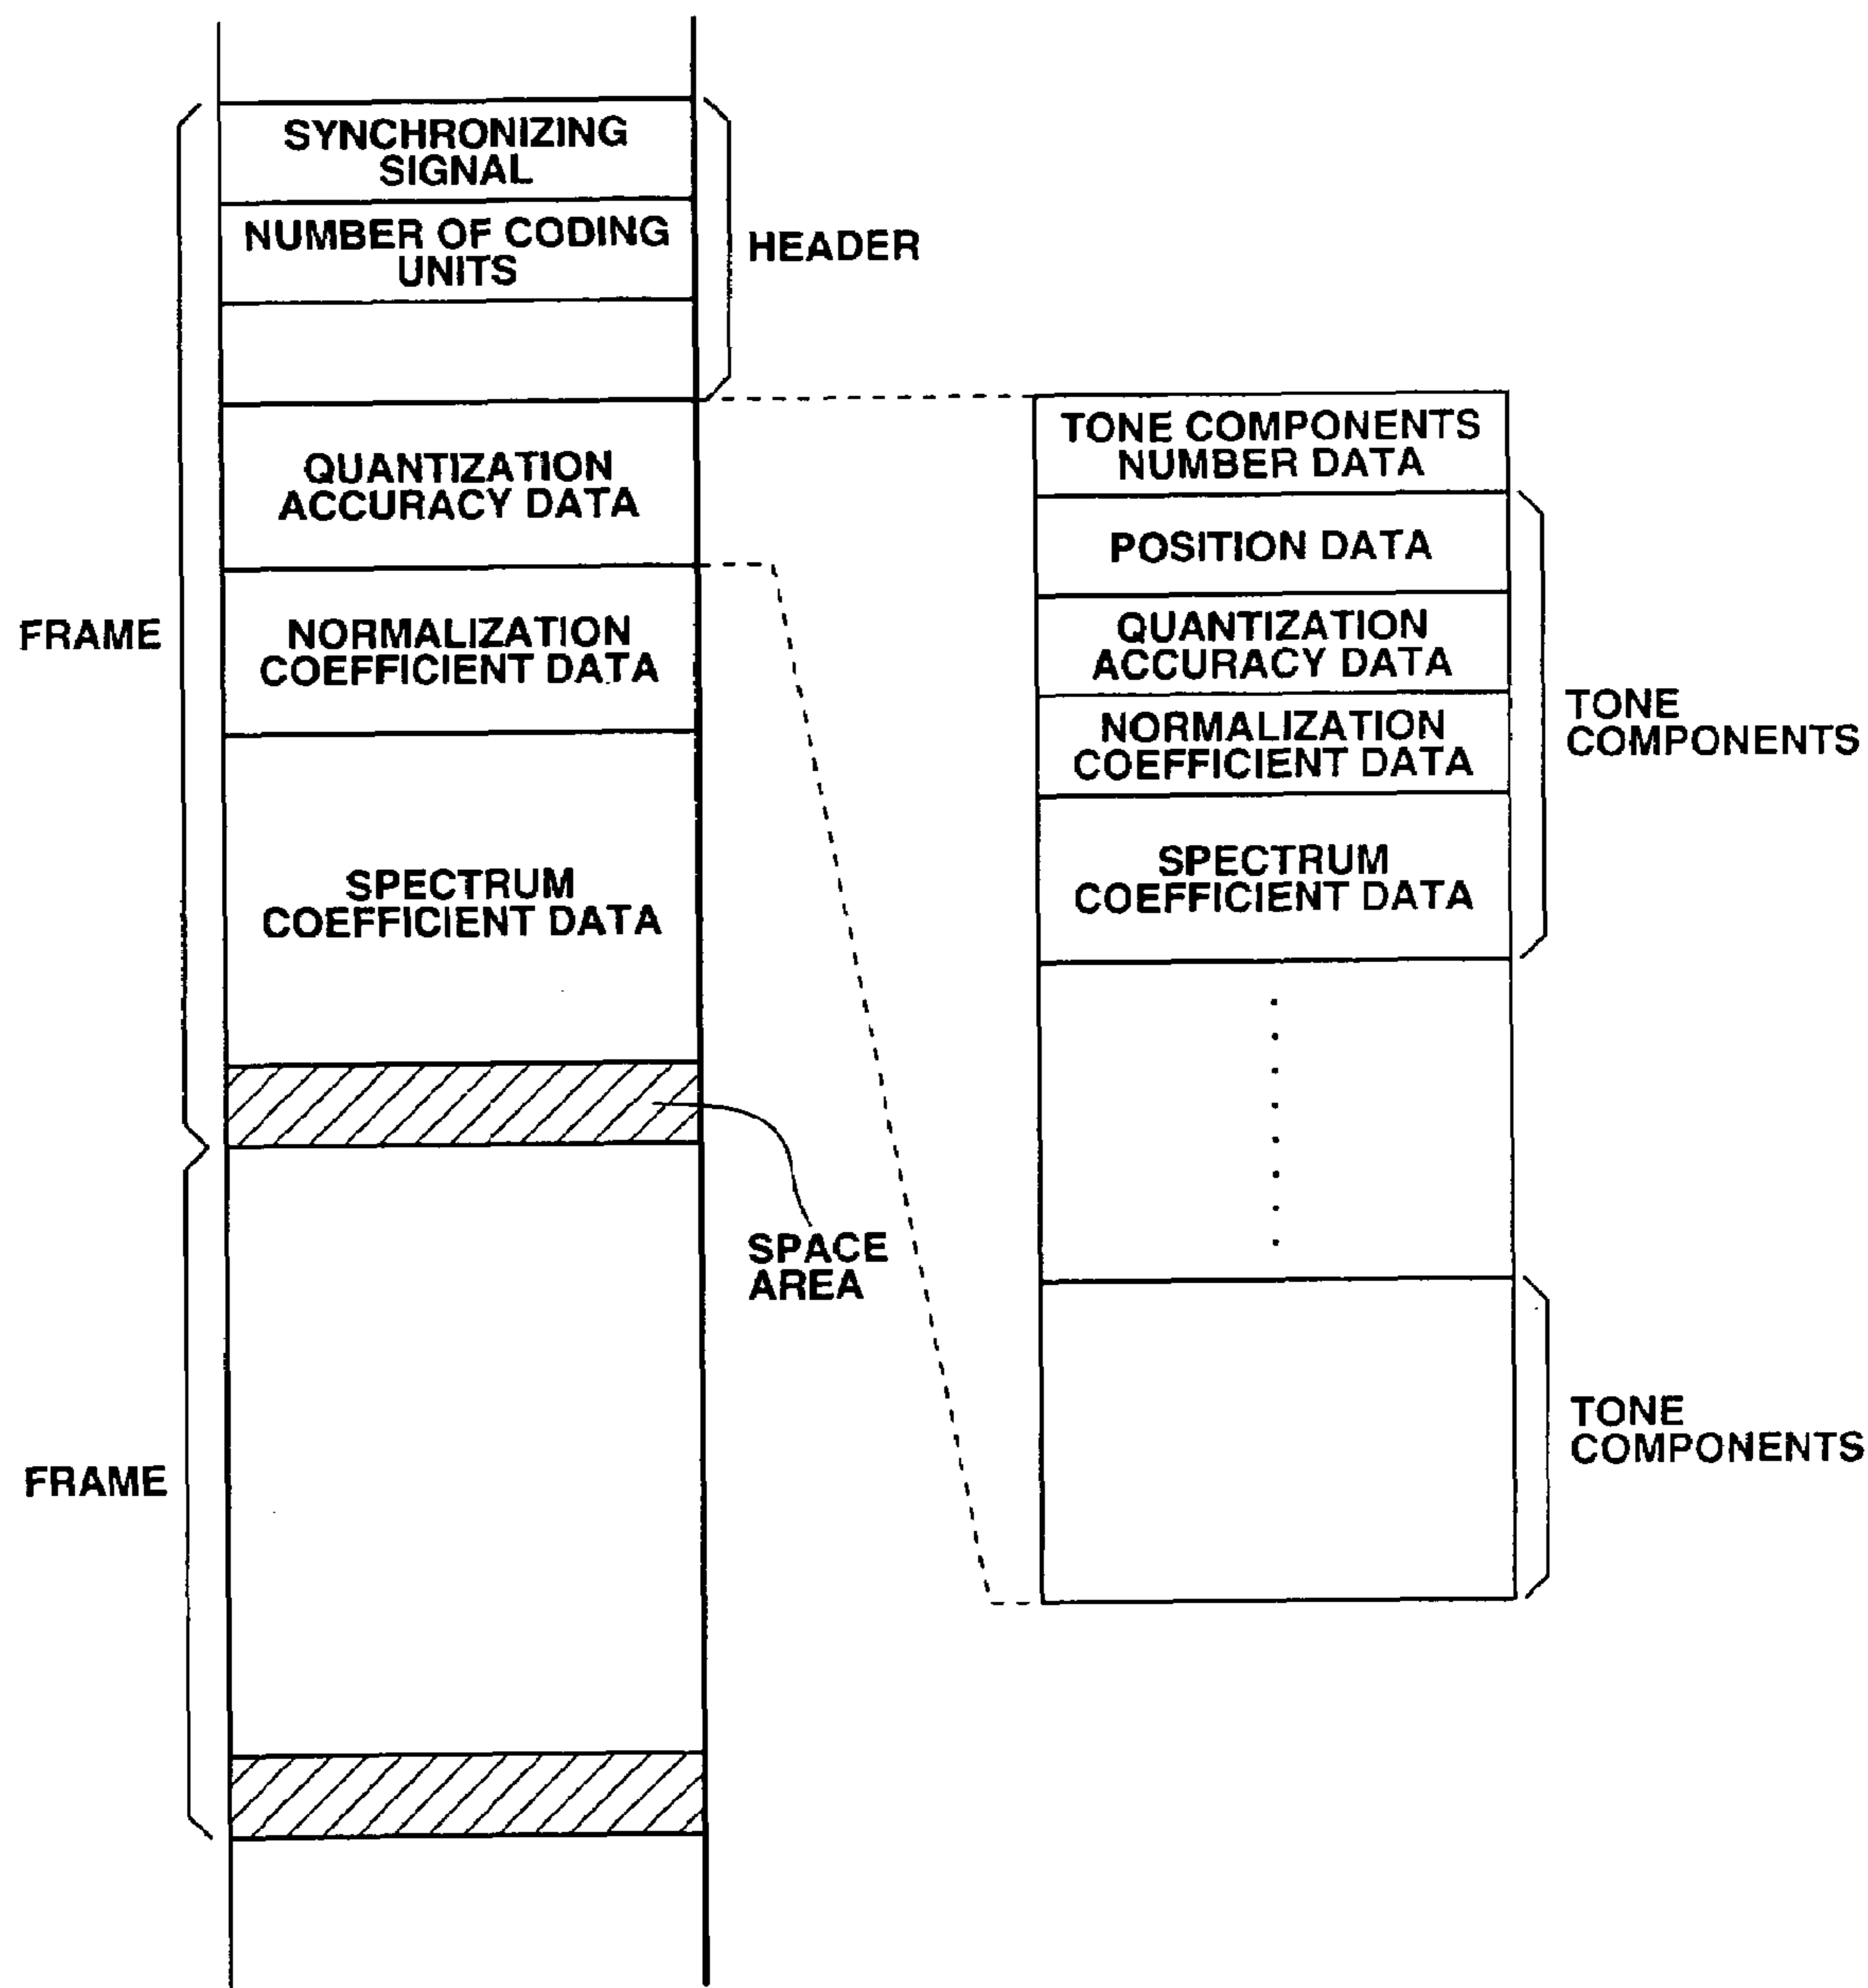 SYNCHRONIZING
SIGNAL
NUMBER OF CODING
UNITS
HEADER
QUANTIZATION
ACCURACY DATA
FRAME
NORMALIZATION
COEFFICIENT DATA
SPECTRUM
COEFFICIENT DATA
SPACE
AREA
FRAME
TONE COMPONENTS
NUMBER DATA
POSITION DATA
QUANTIZATION
ACCURACY DATA
NORMALIZATION
COEFFICIENT DATA
TONE
COMPONENTS
SPECTRUM
COEFFICIENT DATA
TONE
COMPONENTS